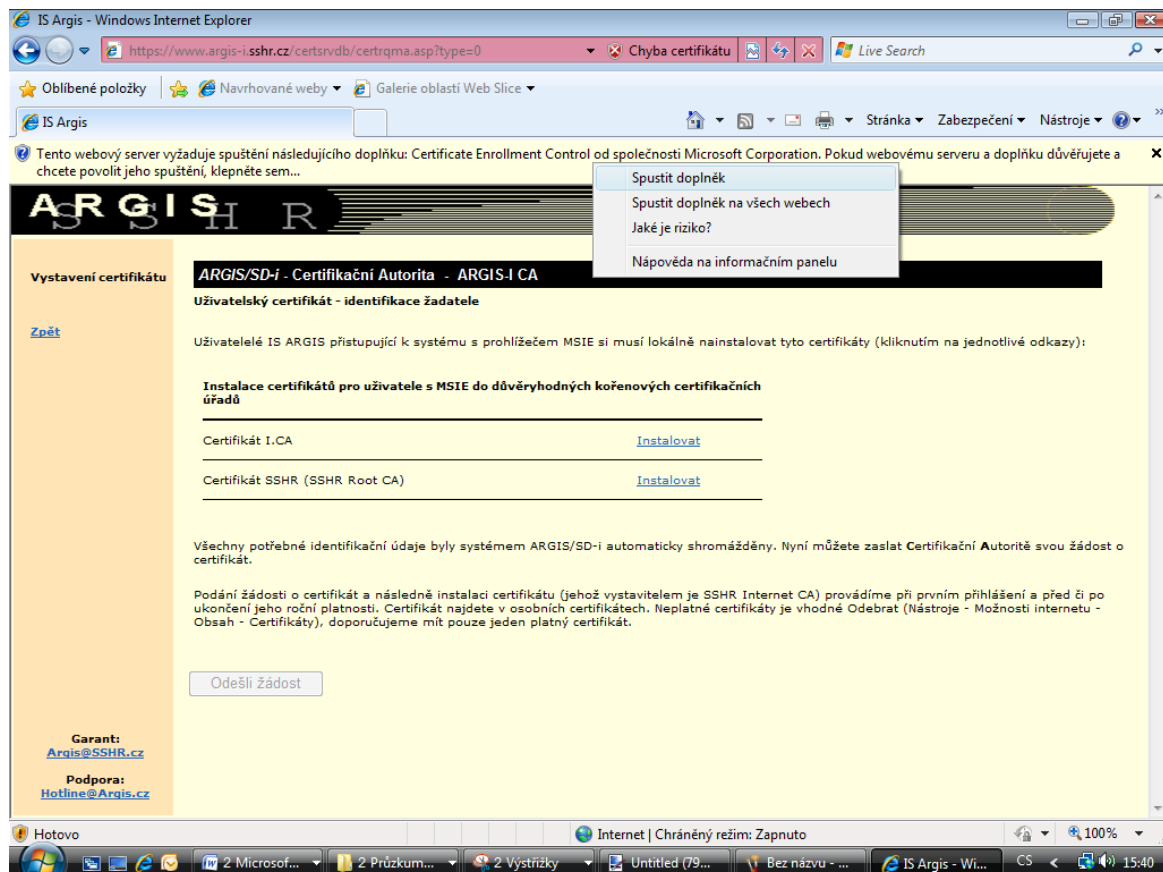 IS Argis - Windows Internet Explorer
https://www.argis-i.sshr.cz/certsrvdb/certrqma.asp?type=0
Chyba certifikátu
Live Search
Oblíbené položky
Navrhované weby
Galerie oblastí Web Slice
IS Argis
Stránka
Zabezpečení
Nástroje
Tento webový server vyžaduje spuštění následujícího doplňku: Certificate Enrollment Control od společnosti Microsoft Corporation. Pokud webovému serveru a doplňku důvěřujete a
chcete povolit jeho spuštění, klepněte sem...
Spustit doplněk
Spustit doplněk na všech webech
Jaké je riziko?
Nápověda na informačním panelu
ARGIS
SSHR
Vystavení certifikátu
Zpět
ARGIS/SD-i - Certifikační Autorita - ARGIS-I CA
Uživatelský certifikát - identifikace žadatele
Uživatelelé IS ARGIS přistupující k systému s prohlížečem MSIE si musí lokálně nainstalovat tyto certifikáty (kliknutím na jednotlivé odkazy):
Instalace certifikátů pro uživatele s MSIE do důvěryhodných kořenových certifikačních
úřadů
Certifikát I.CA Instalovat
Certifikát SSHR (SSHR Root CA) Instalovat
Všechny potřebné identifikační údaje byly systémem ARGIS/SD-i automaticky shromážděny. Nyní můžete zaslat Certifikační Autoritě svou žádost o
certifikát.
Podání žádosti o certifikát a následně instalaci certifikátu (jehož vystavitelem je SSHR Internet CA) provádíme při prvním přihlášení a před či po
ukončení jeho roční platnosti. Certifikát najdete v osobních certifikátech. Neplatné certifikáty je vhodné Odebrat (Nástroje - Možnosti internetu -
Obsah - Certifikáty), doporučujeme mít pouze jeden platný certifikát.
Odešli žádost
Garant:
Argis@SSHR.cz
Podpora:
Hotline@Argis.cz
Hotovo
Internet | Chráněný režim: Zapnuto
100%
2 Microsof...
2 Průzkum...
2 Výstřižky
Untitled (79...
Bez názvu - ...
IS Argis - Wi...
CS
15:40